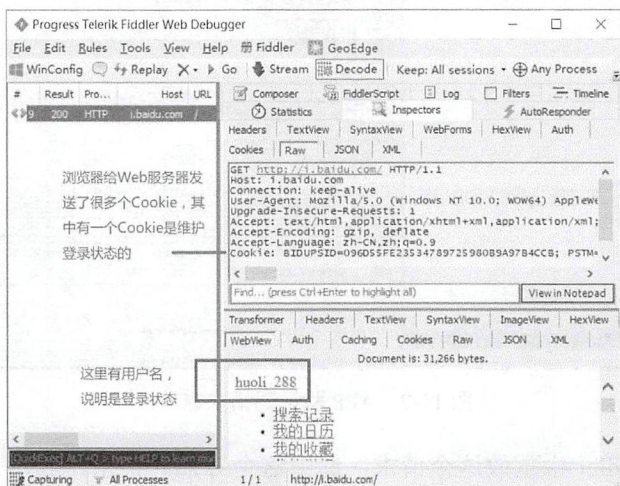 Progress Telerik Fiddler Web Debugger
File Edit Rules Tools View Help Fiddler GeoEdge
WinConfig Replay X Go Stream Decode Keep: All sessions Any Process
# Result Pro... Host URL
9 200 HTTP i.baidu.com /
Composer FiddlerScript Log Filters Timeline
Statistics Inspectors AutoResponder
Headers TextView SyntaxView WebForms HexView Auth
Cookies Raw JSON XML
GET http://i.baidu.com/ HTTP/1.1
Host: i.baidu.com
Connection: keep-alive
User-Agent: Mozilla/5.0 (Windows NT 10.0; WOW64) AppleWe
Upgrade-Insecure-Requests: 1
Accept: text/html,application/xhtml+xml,application/xml;
Accept-Encoding: gzip, deflate
Accept-Language: zh-CN,zh;q=0.9
Cookie: BIDUPSID=096D55FE23534789725980B9A97B4CCB; PSTM=
浏览器给Web服务器发
送了很多个Cookie，其
中有一个Cookie是维护
登录状态的
Find... (press Ctrl+Enter to highlight all) View in Notepad
Transformer Headers TextView SyntaxView ImageView HexView
WebView Auth Caching Cookies Raw JSON XML
Document is: 31,266 bytes.
这里有用户名，
说明是登录状态
huoli_288
• 搜索记录
• 我的日历
• 我的收藏
[QuickExec] ALT+Q > type HELP to learn mor
Capturing All Processes 1 / 1 http://i.baidu.com/